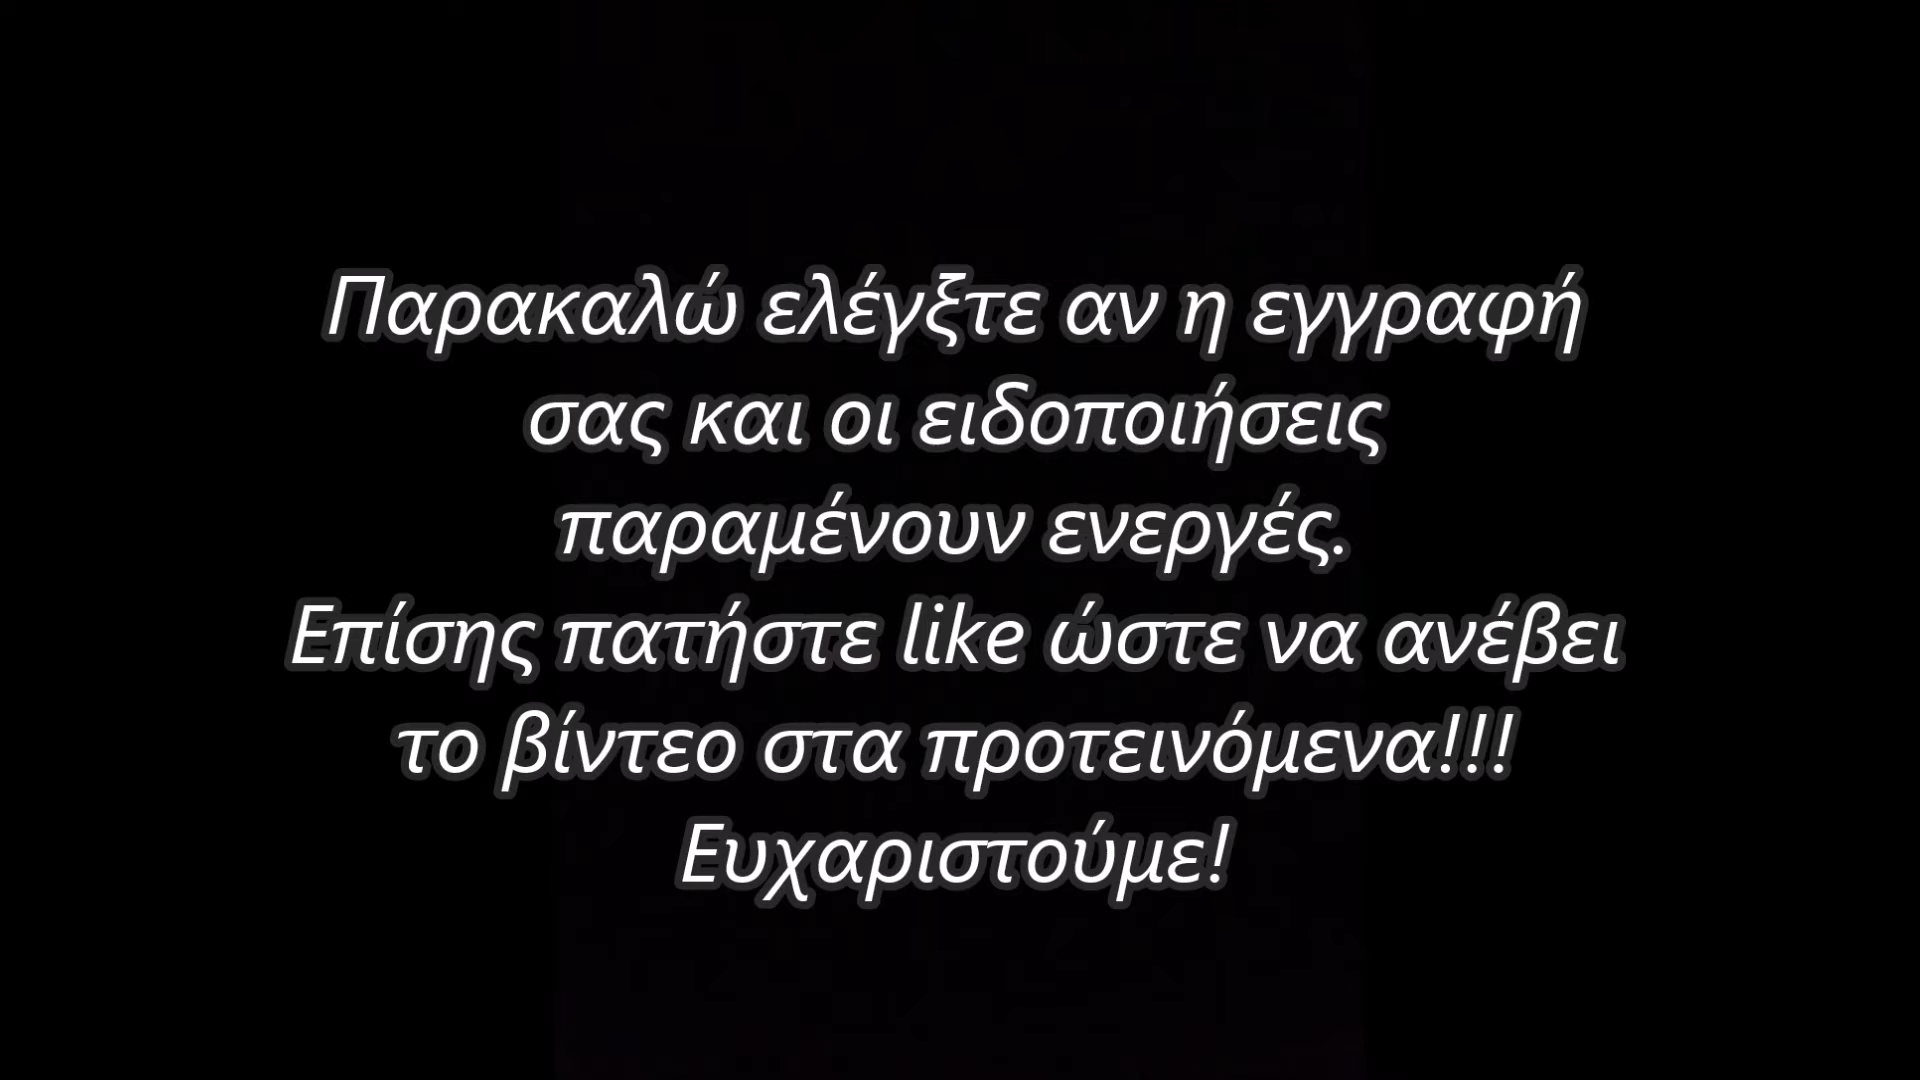 Παρακαλώ ελέγξτε αν η εγγραφή
σας και οι ειδοποιήσεις
παραμένουν ενεργές.
Επίσης πατήστε like ώστε να ανέβει
το βίντεο στα προτεινόμενα!!!
Ευχαριστούμε!